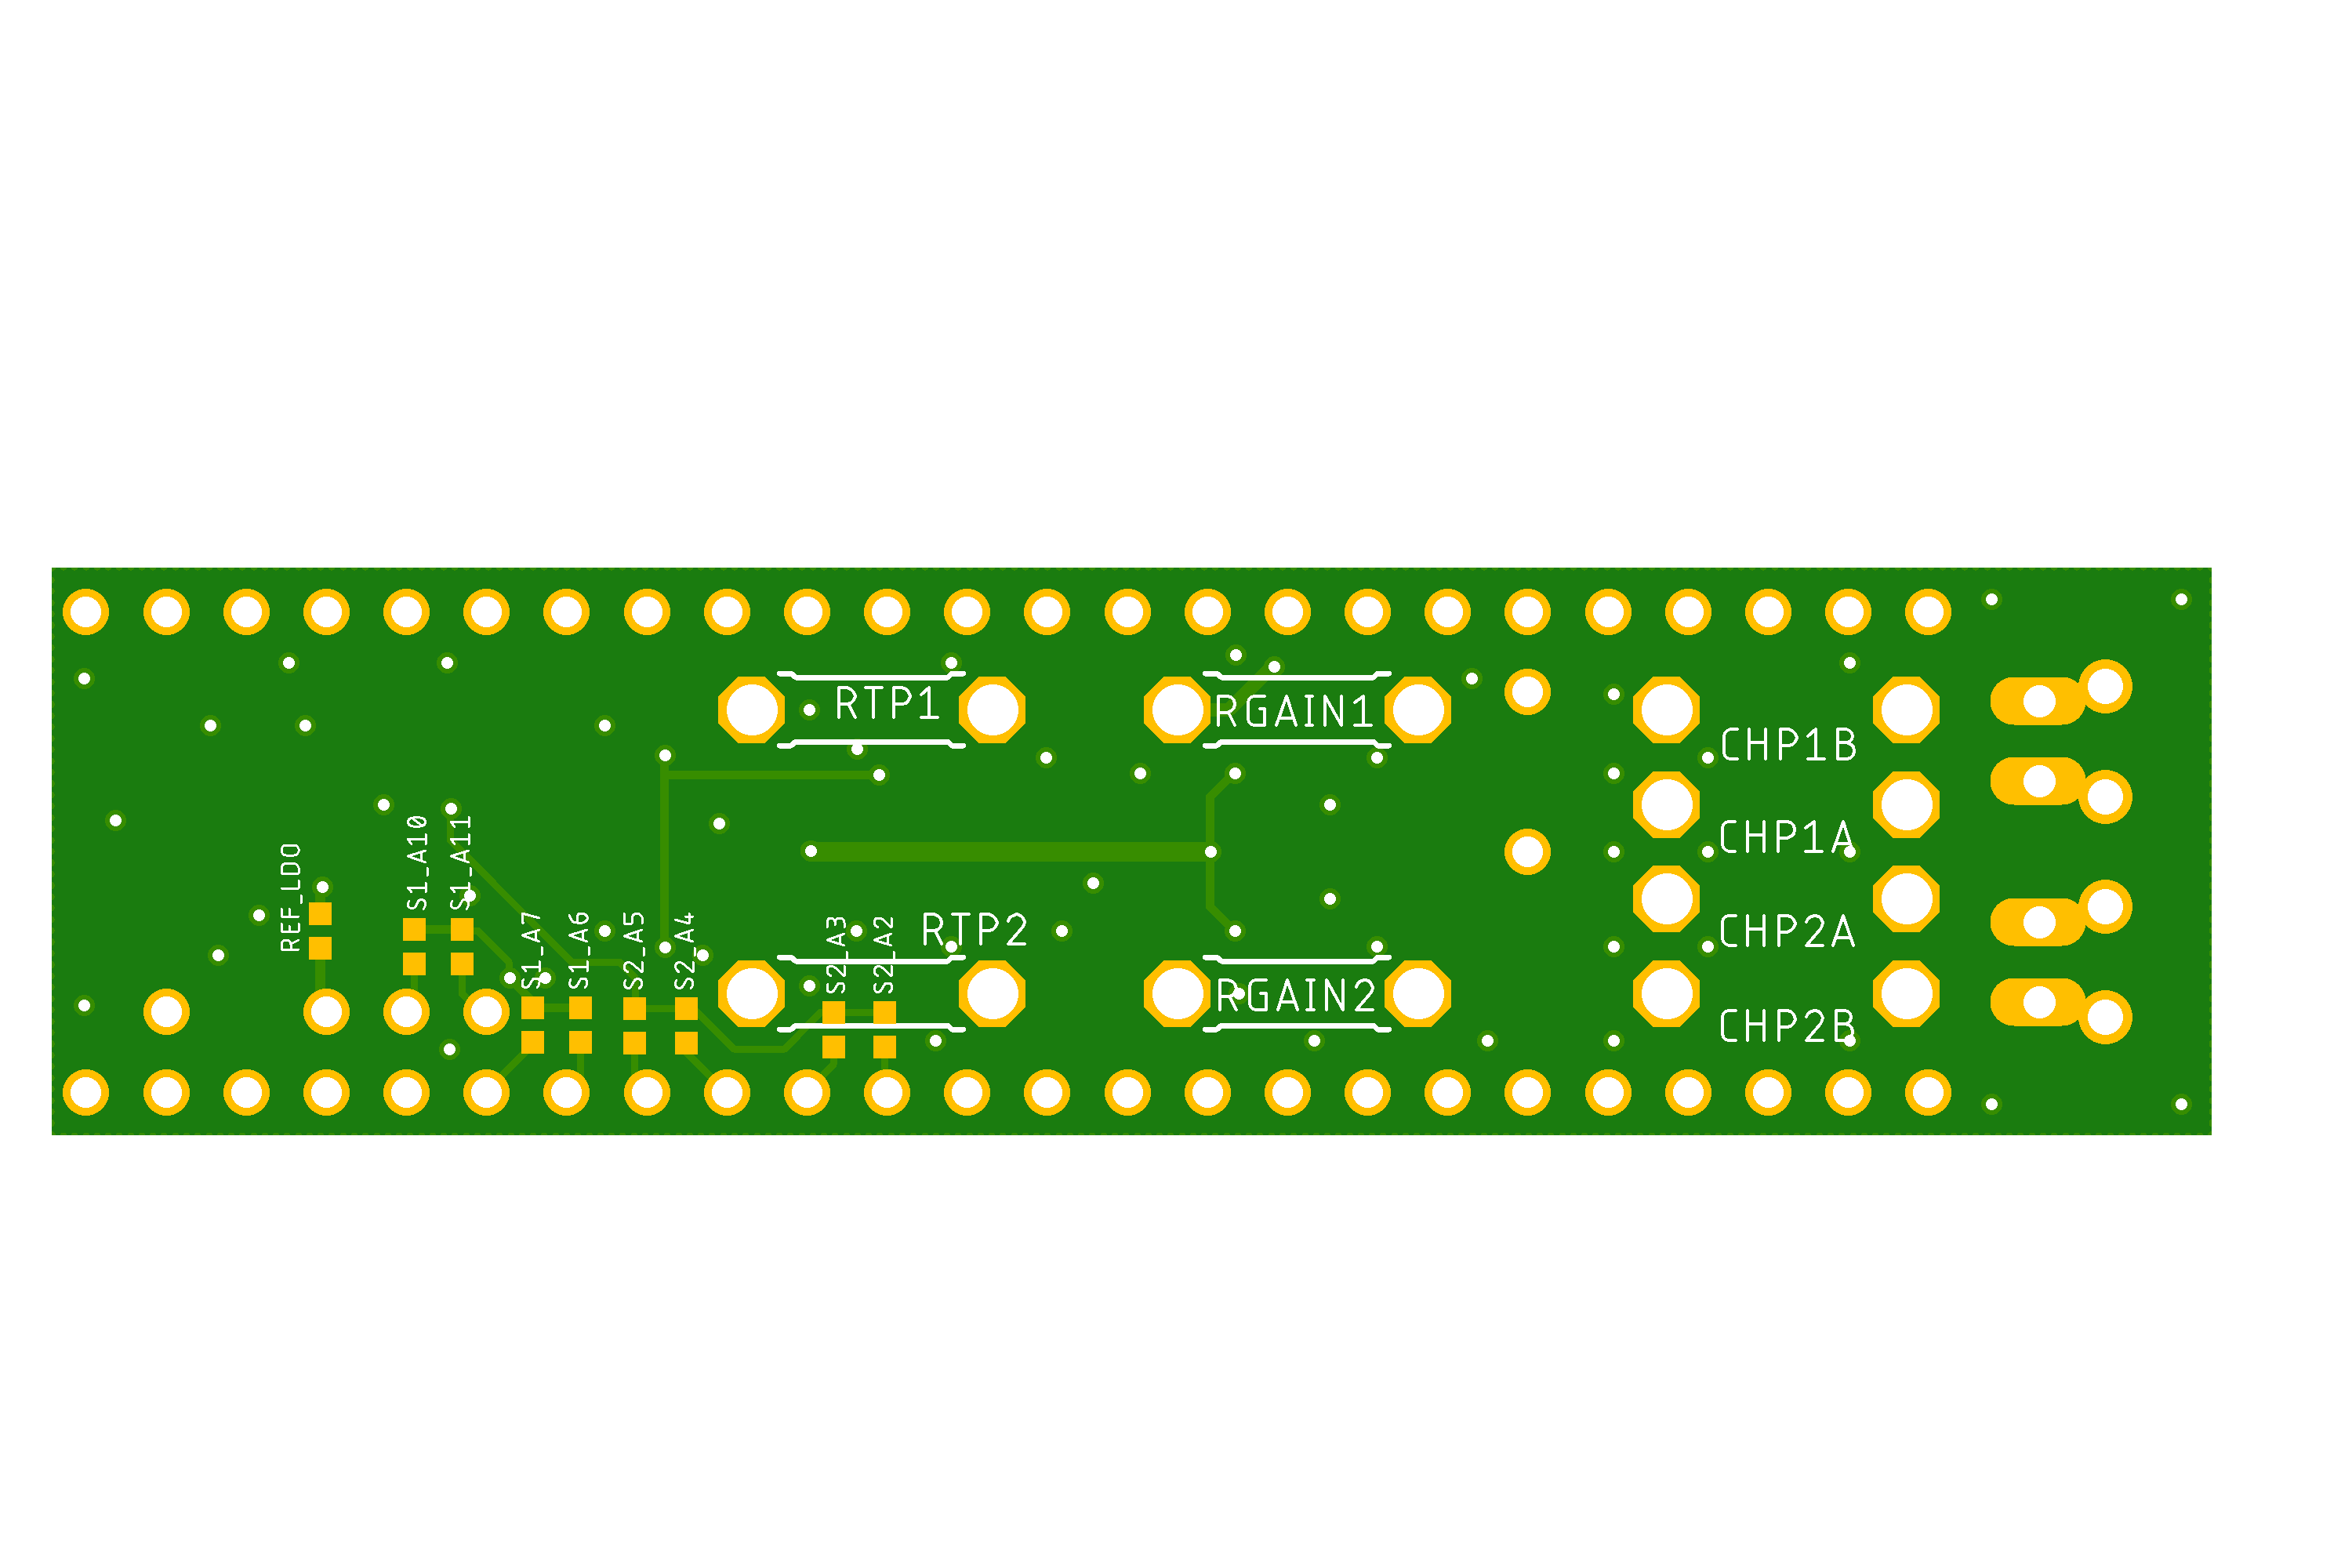 RTP1
RGAIN1
CHP1B
CHP1A
REF_LDO
S1_A10
S1_A11
S1_A7
S1_A6
S2_A5
S2_A4
S2_A3
S2_A2
RTP2
CHP2A
RGAIN2
CHP2B